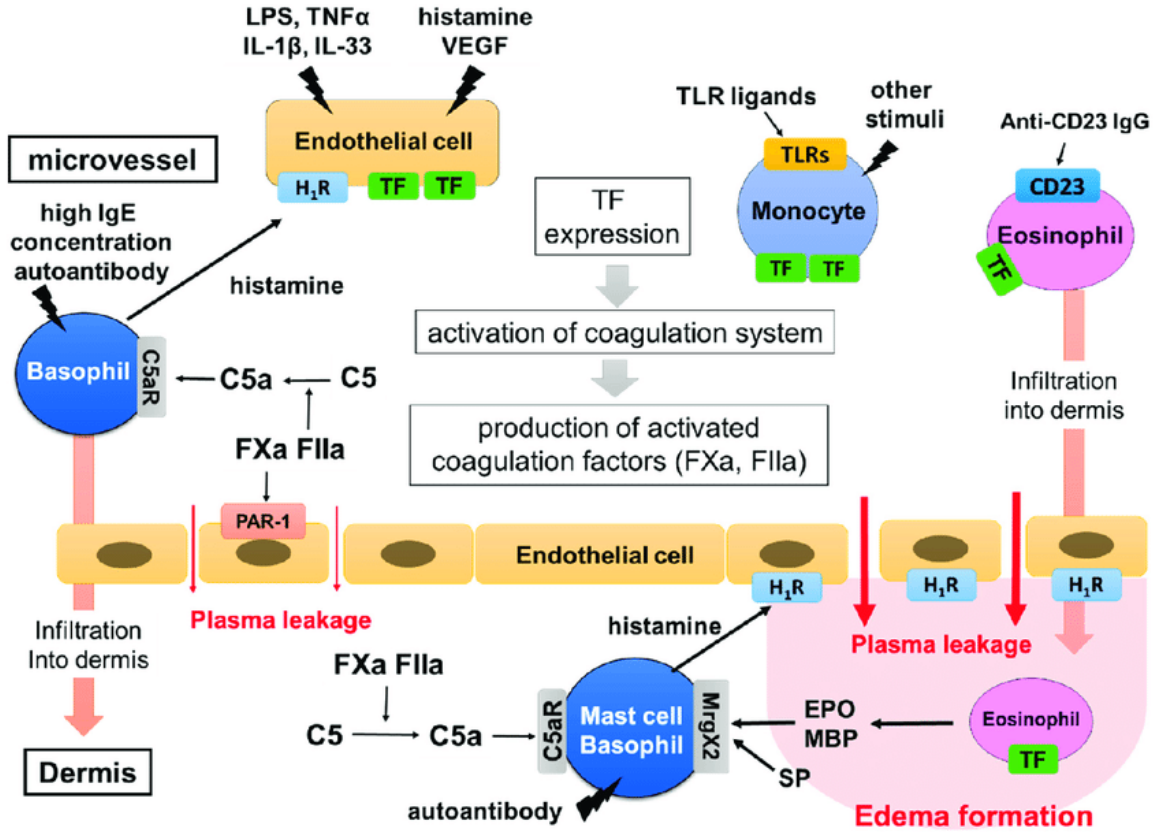 LPS, TNFα
IL-1β, IL-33
histamine
VEGF
Endothelial cell
H₁R
TF
TF
microvessel
high IgE
concentration
autoantibody
histamine
Basophil
C5aR
C5a
C5
FXa FIIa
PAR-1
TF
expression
activation of coagulation system
production of activated
coagulation factors (FXa, FIIa)
TLR ligands
other
stimuli
TLRs
Monocyte
TF
TF
Anti-CD23 IgG
CD23
Eosinophil
TF
Infiltration
into dermis
Endothelial cell
H₁R
H₁R
H₁R
Plasma leakage
Plasma leakage
Infiltration
Into dermis
Dermis
FXa FIIa
C5
C5a
C5aR
Mast cell
Basophil
MrgX2
histamine
autoantibody
EPO
MBP
SP
Eosinophil
TF
Edema formation